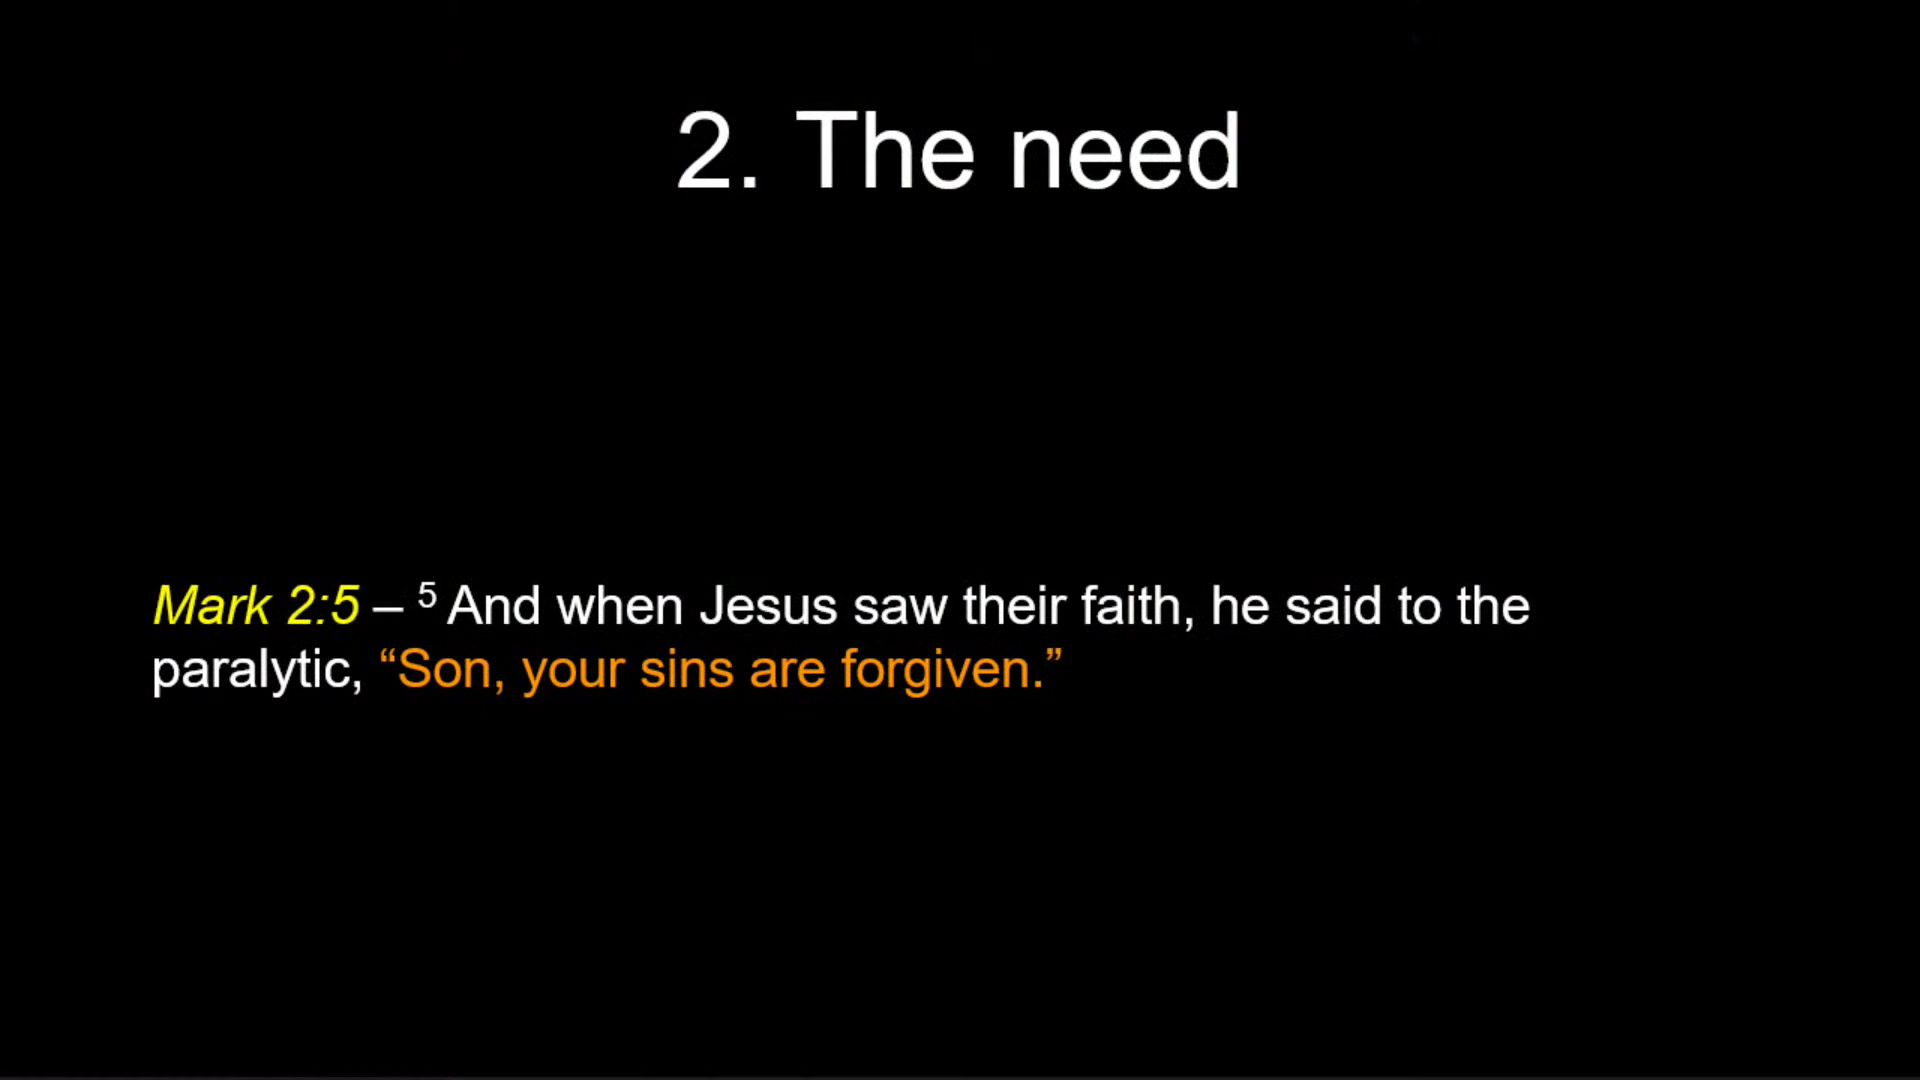 2. The need
Mark 2:5 – ⁵ And when Jesus saw their faith, he said to the
paralytic, “Son, your sins are forgiven.”